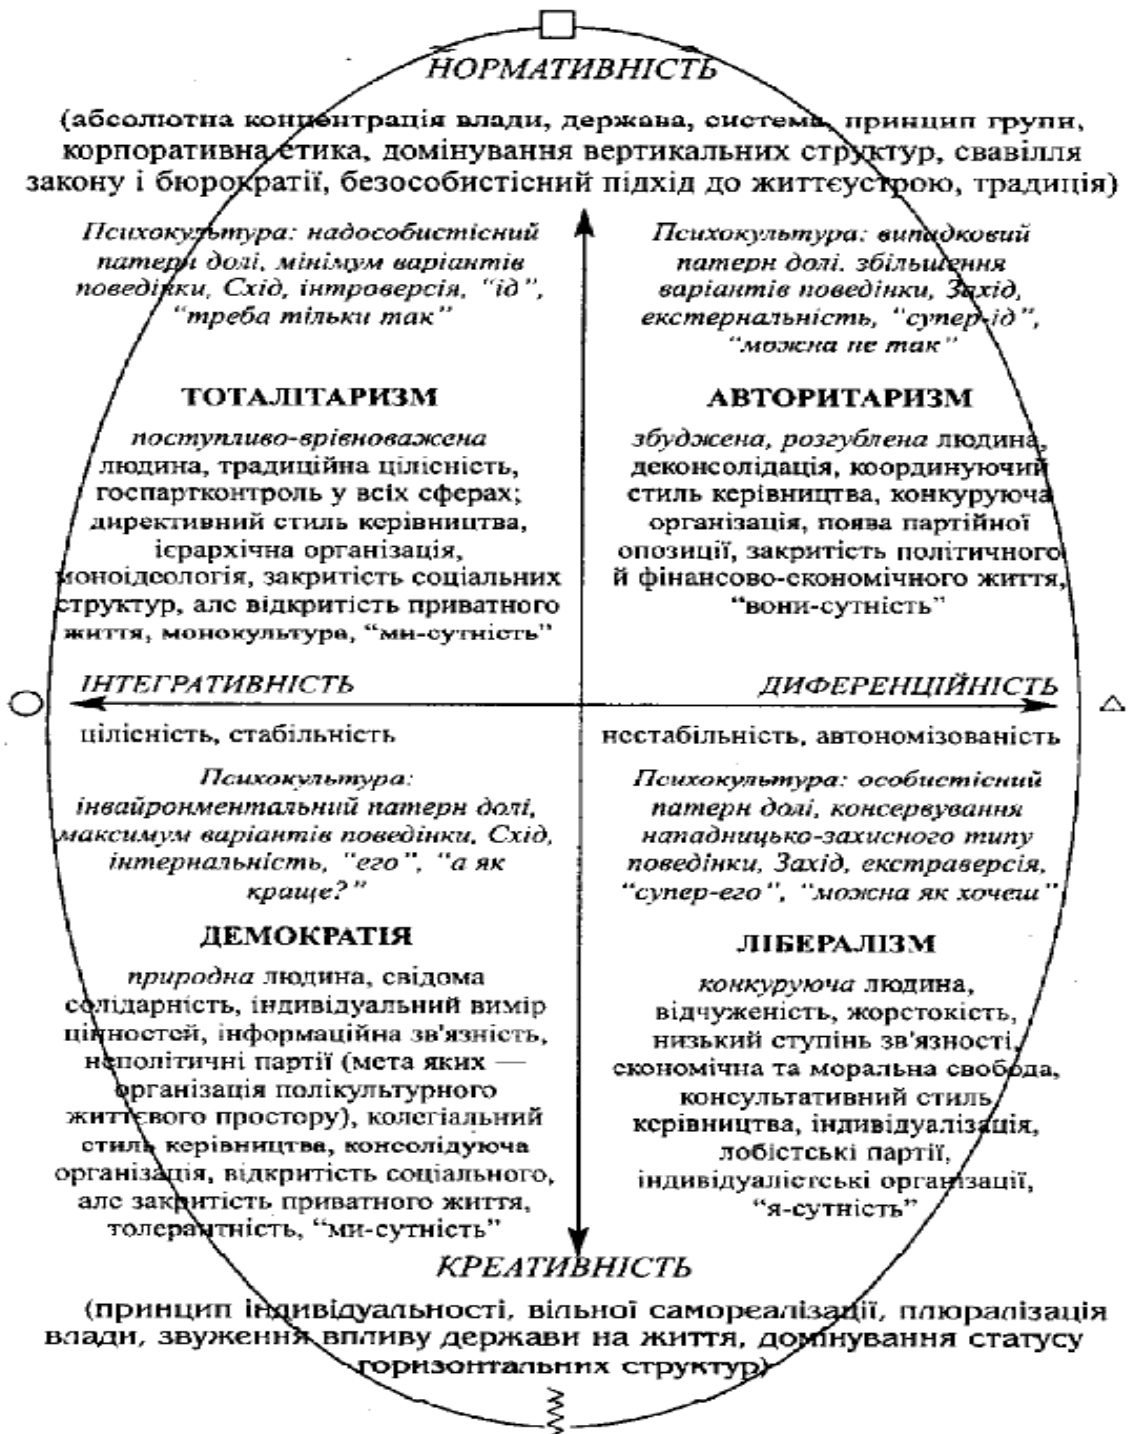 НОРМАТИВНІСТЬ
(абсолютна концентрація влади, держава, система, принцип групи,
корпоративна етика, домінування вертикальних структур, свавілля
закону і бюрократії, безособистісний підхід до життєустрою, традиція)
Психокультура: надособистісний
патерн долі, мінімум варіантів
поведінки, Схід, інтроверсія, “ід”,
“треба тільки так”
Психокультура: випадковий
патерн долі, збільшення
варіантів поведінки, Захід,
екстернальність, “супер-ід”,
“можна не так”
ТОТАЛІТАРИЗМ
поступливо-врівноважена
людина, традиційна цілісність,
госпартконтроль у всіх сферах;
директивний стиль керівництва,
ієрархічна організація,
моноідеологія, закритість соціальних
структур, але відкритість приватного
життя, монокультура, “ми-сутність”
АВТОРИТАРИЗМ
збуджена, розгублена людина,
деконсолідація, координуючий
стиль керівництва, конкуруюча
організація, поява партійної
опозиції, закритість політичного
й фінансово-економічного життя,
“вони-сутність”
ІНТЕГРАТИВНІСТЬ
ДИФЕРЕНЦІЙНІСТЬ
цілісність, стабільність
нестабільність, автономізованість
Психокультура:
інвайронментальний патерн долі,
максимум варіантів поведінки, Схід,
інтернальність, “его”, “а як
краще?”
Психокультура: особистісний
патерн долі, консервування
нападницько-захисного типу
поведінки, Захід, екстраверсія,
“супер-его”, “можна як хочеш”
ДЕМОКРАТІЯ
природна людина, свідома
солідарність, індивідуальний вимір
цінностей, інформаційна зв'язність,
неполітичні партії (мета яких —
організація полікультурного
життєвого простору), колегіальний
стиль керівництва, консолідуюча
організація, відкритість соціального,
але закритість приватного життя,
толерантність, “ми-сутність”
ЛІБЕРАЛІЗМ
конкуруюча людина,
відчуженість, жорстокість,
низький ступінь зв'язності,
економічна та моральна свобода,
консультативний стиль
керівництва, індивідуалізація,
лобістські партії,
індивідуалістські організації,
“я-сутність”
КРЕАТИВНІСТЬ
(принцип індивідуальності, вільної самореалізації, плюралізація
влади, звуження впливу держави на життя, домінування статусу
горизонтальних структур)